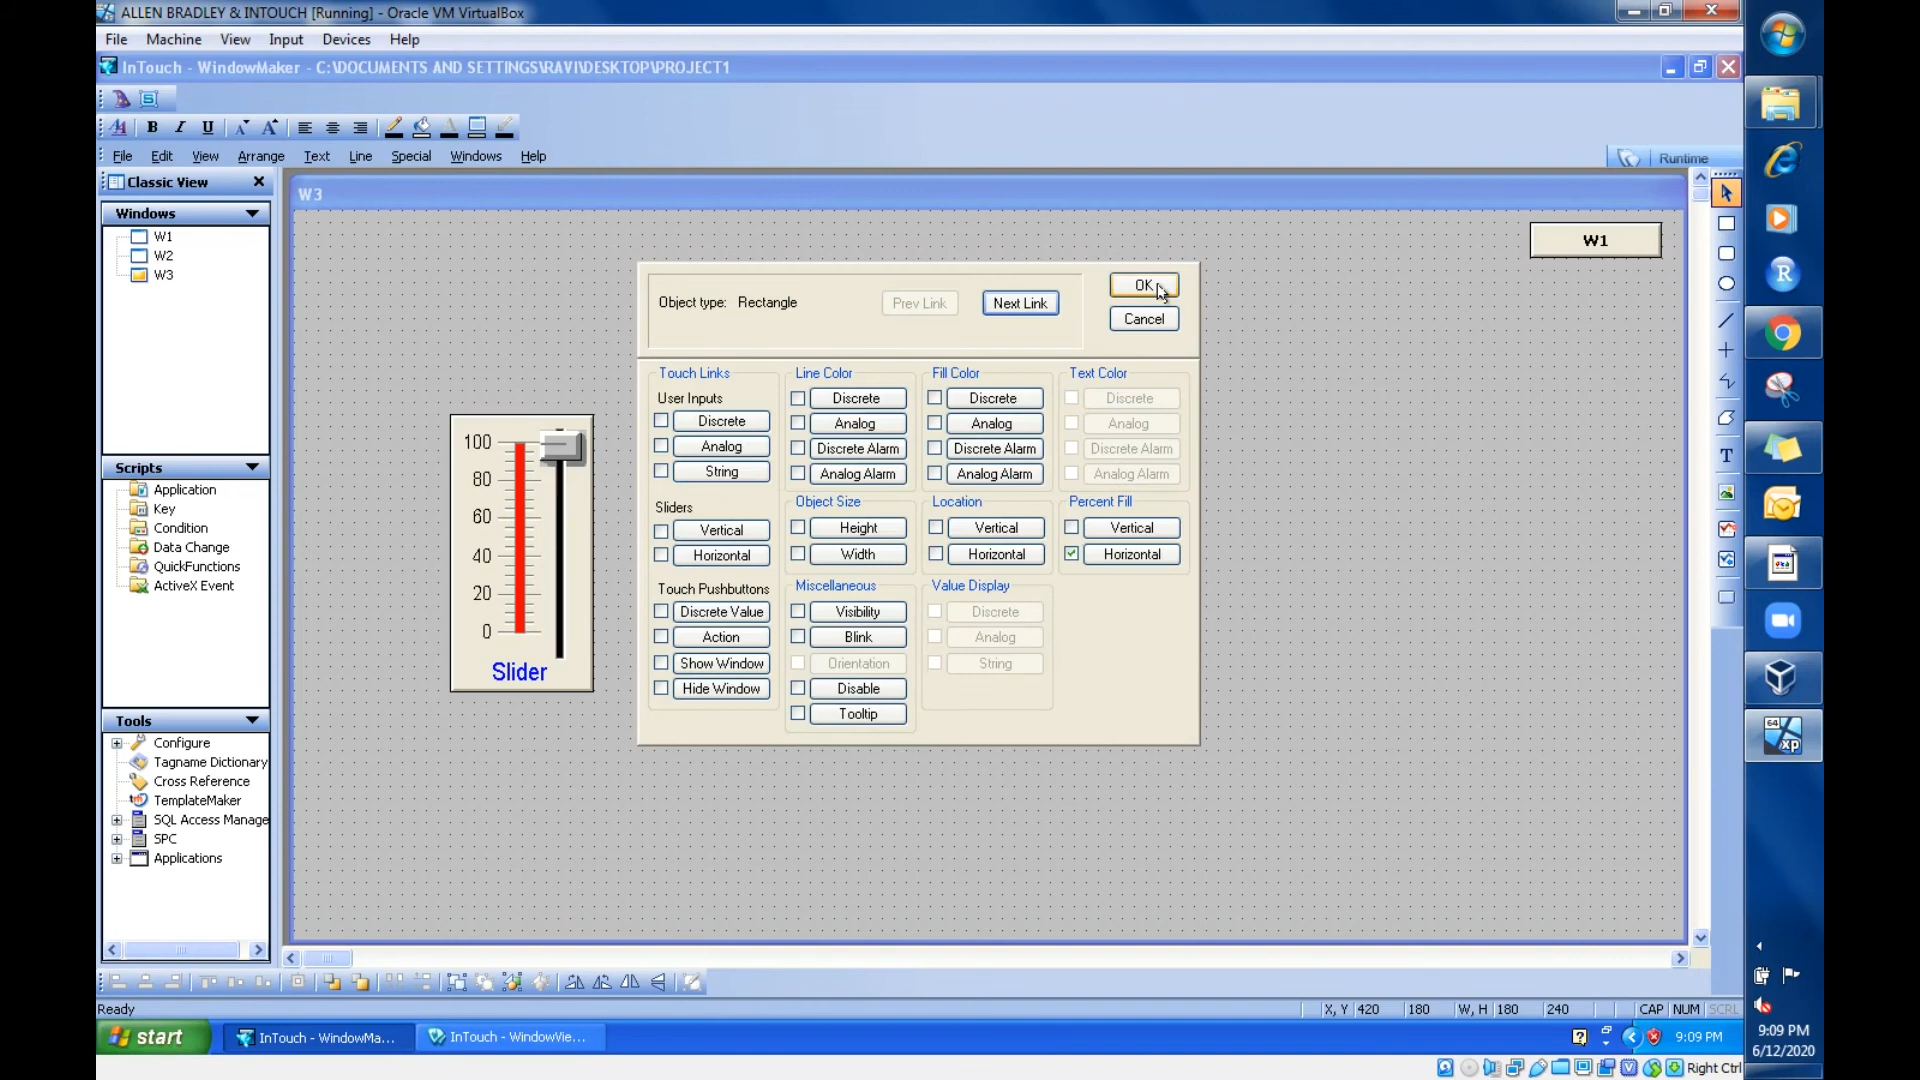 ALLEN BRADLEY & INTOUCH [Running] - Oracle VM VirtualBox
File Machine View Input Devices Help
InTouch - WindowMaker - C:\DOCUMENTS AND SETTINGS\RAVI\DESKTOP\PROJECT1
B I U A A
File Edit View Arrange Text Line Special Windows Help
Runtime
Classic View
Windows
W1
W2
W3
Scripts
Application
Key
Condition
Data Change
QuickFunctions
ActiveX Event
Tools
Configure
Tagname Dictionary
Cross Reference
TemplateMaker
SQL Access Manage
SPC
Applications
W3
W1
100
80
60
40
20
0
Slider
Object type: Rectangle
Prev Link
Next Link
OK
Cancel
Touch Links
User Inputs
Discrete
Analog
String
Sliders
Vertical
Horizontal
Touch Pushbuttons
Discrete Value
Action
Show Window
Hide Window
Line Color
Discrete
Analog
Discrete Alarm
Analog Alarm
Object Size
Height
Width
Miscellaneous
Visibility
Blink
Orientation
Disable
Tooltip
Fill Color
Discrete
Analog
Discrete Alarm
Analog Alarm
Location
Vertical
Horizontal
Value Display
Discrete
Analog
String
Text Color
Discrete
Analog
Discrete Alarm
Analog Alarm
Percent Fill
Vertical
Horizontal
T
R
64
xp
Ready
X, Y 420 180 W, H 180 240 CAP NUM SCRL
start
InTouch - WindowMa...
InTouch - WindowVie...
9:09 PM
Right Ctrl
9:09 PM
6/12/2020